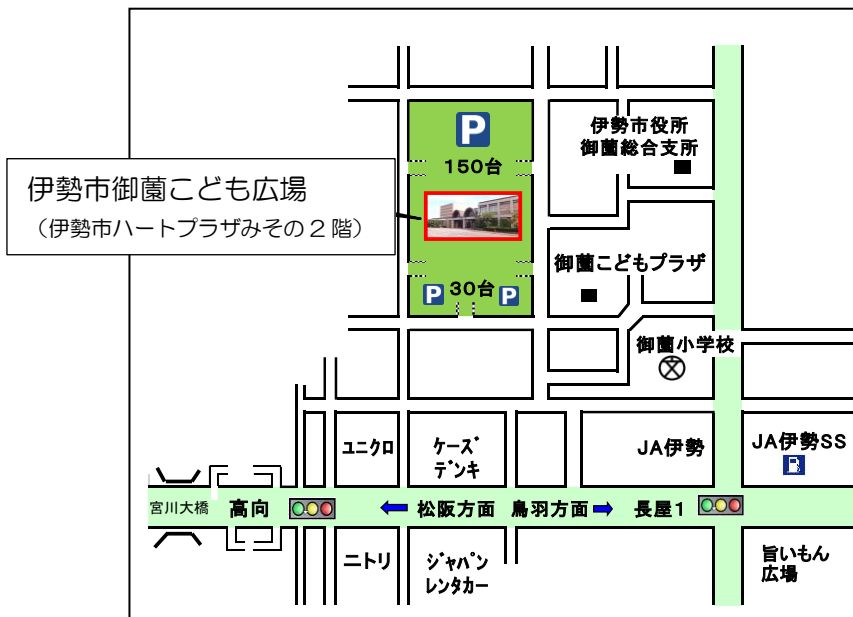 P
150台
伊勢市役所
御薗総合支所
伊勢市御薗こども広場
（伊勢市ハートプラザみその２階）
御薗こどもプラザ
P 30台 P
御薗小学校
文
ユニクロ
ケーズ
デンキ
JA伊勢
JA伊勢SS
宮川大橋
高向
松阪方面
鳥羽方面
長屋1
ニトリ
ジャパン
レンタカー
旨いもん
広場